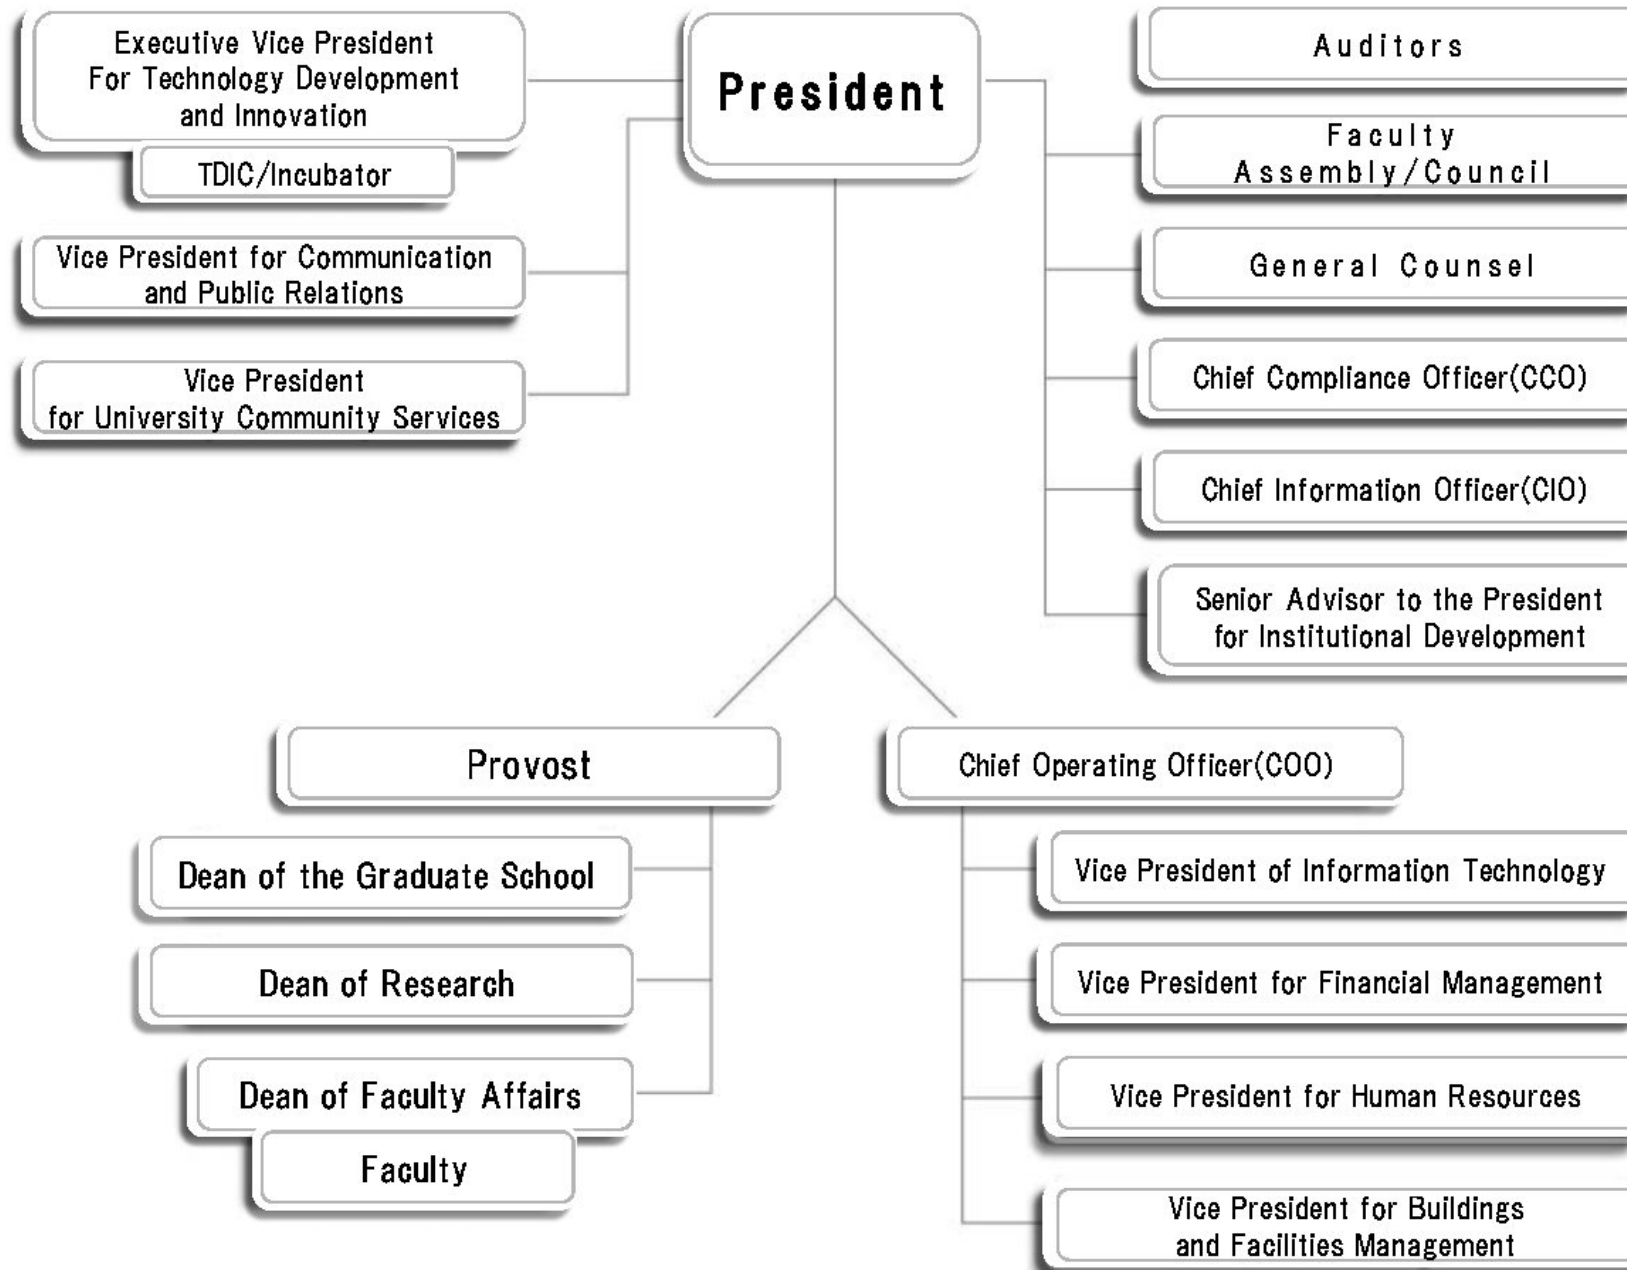 Executive Vice President
For Technology Development
and Innovation
TDIC/Incubator
Vice President for Communication
and Public Relations
Vice President
for University Community Services
President
Auditors
Faculty
Assembly/Council
General Counsel
Chief Compliance Officer(CCO)
Chief Information Officer(CIO)
Senior Advisor to the President
for Institutional Development
Provost
Dean of the Graduate School
Dean of Research
Dean of Faculty Affairs
Faculty
Chief Operating Officer(COO)
Vice President of Information Technology
Vice President for Financial Management
Vice President for Human Resources
Vice President for Buildings
and Facilities Management